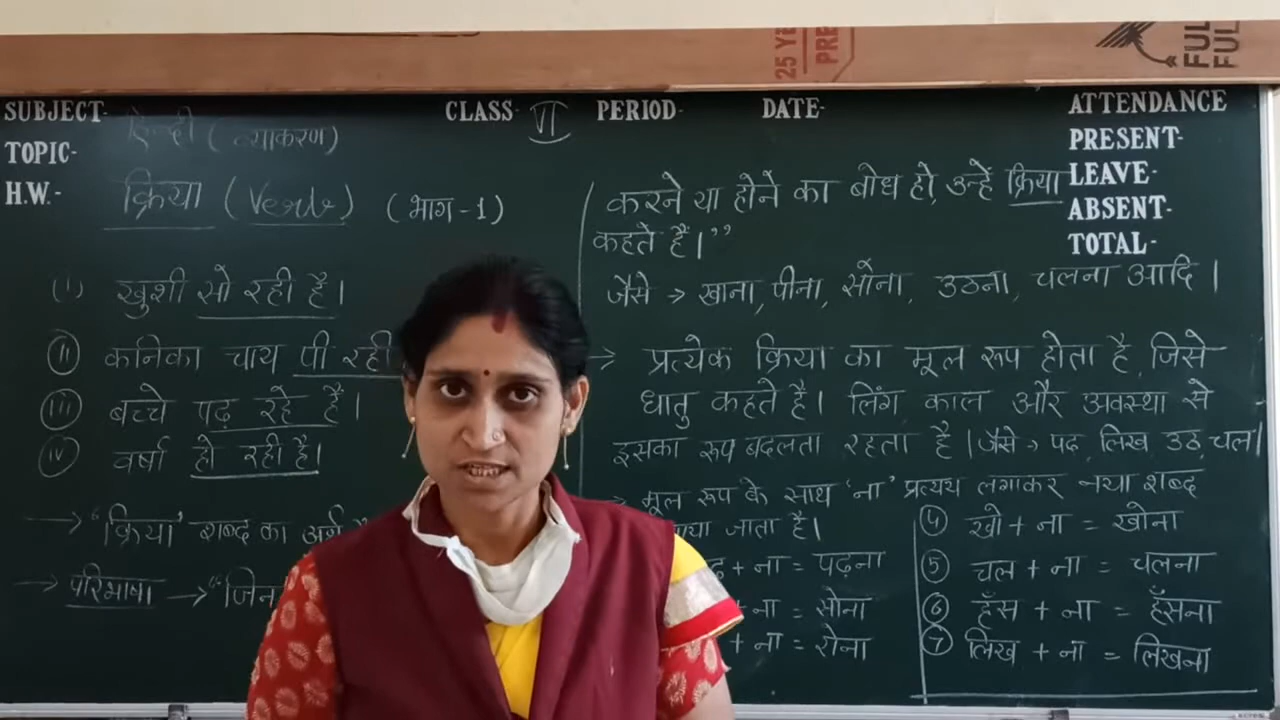 25 YE
PRE
FUL
FUL
SUBJECT- हिन्दी (व्याकरण)
CLASS- VI
PERIOD-
DATE-
ATTENDANCE
PRESENT-
LEAVE-
ABSENT-
TOTAL-
TOPIC-
H.W.- क्रिया (Verb) (भाग-1)
(i) खुशी सो रही है।
(ii) कनिका चाय पी रही
(iii) बच्चे पढ़ रहे हैं।
(iv) वर्षा हो रही है।
→ "क्रिया' शब्द का अर्थ
→ परिभाषा → "जिन
करने या होने का बोध हो, उन्हें क्रिया
कहते हैं।"
जैसे → खाना, पीना, सोना, उठना, चलना आदि।
→ प्रत्येक क्रिया का मूल रूप होता है, जिसे
धातु कहते है। लिंग, काल और अवस्था से
इसका रूप बदलता रहता है। जैसे → पढ, लिख, उठ, चल।
→ मूल रूप के साथ 'ना' प्रत्यय लगाकर नया शब्द
जाता है।
+ ना = पढ़ना
+ ना = सोना
+ ना = रोना
④ खो + ना = खोना
⑤ चल + ना = चलना
⑥ हँस + ना = हँसना
⑦ लिख + ना = लिखना